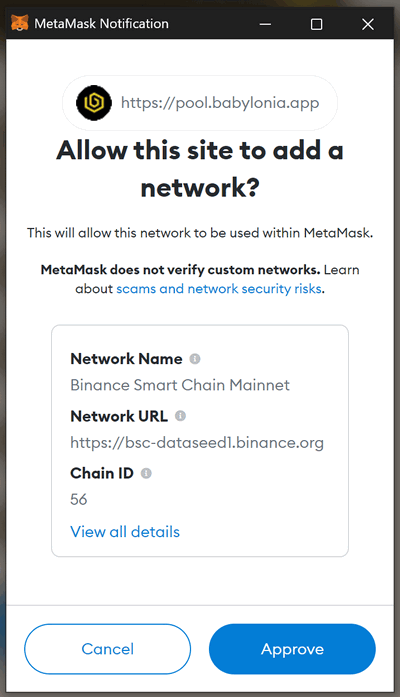 MetaMask Notification
https://pool.babylonia.app
Allow this site to add a
network?
This will allow this network to be used within MetaMask.
MetaMask does not verify custom networks. Learn
about scams and network security risks.
Network Name
Binance Smart Chain Mainnet
Network URL
https://bsc-dataseed1.binance.org
Chain ID
56
View all details
Cancel
Approve